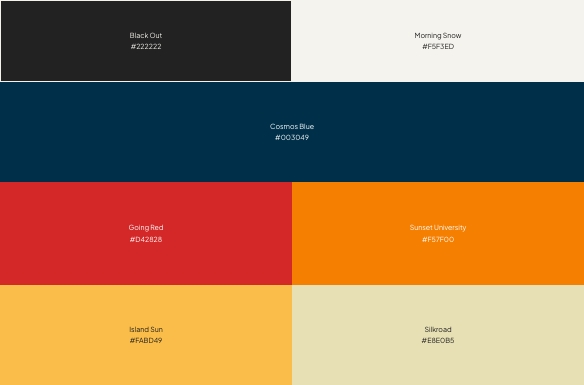 Black Out
#222222
Morning Snow
#F5F3ED
Cosmos Blue
#003049
Going Red
#D42828
Sunset University
#F57F00
Island Sun
#FABD49
Silkroad
#E8E0B5